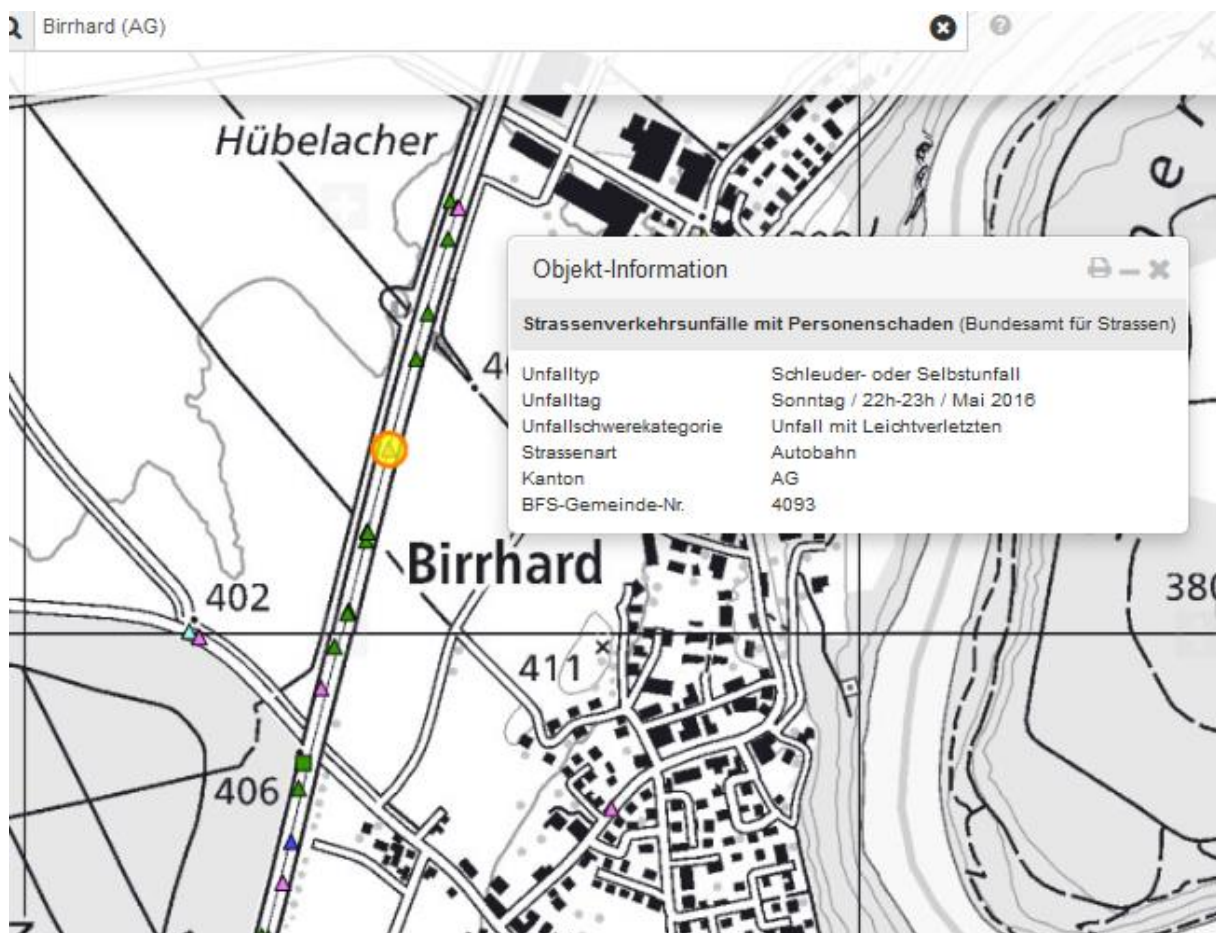 Birrhard (AG)
Hübelacher
Objekt-Information
Strassenverkehrsunfälle mit Personenschaden (Bundesamt für Strassen)
Unfalltyp Schleuder- oder Selbstunfall
Unfalltag Sonntag / 22h-23h / Mai 2016
Unfallschwerekategorie Unfall mit Leichtverletzten
Strassenart Autobahn
Kanton AG
BFS-Gemeinde-Nr. 4093
Birrhard
402
380
411
406